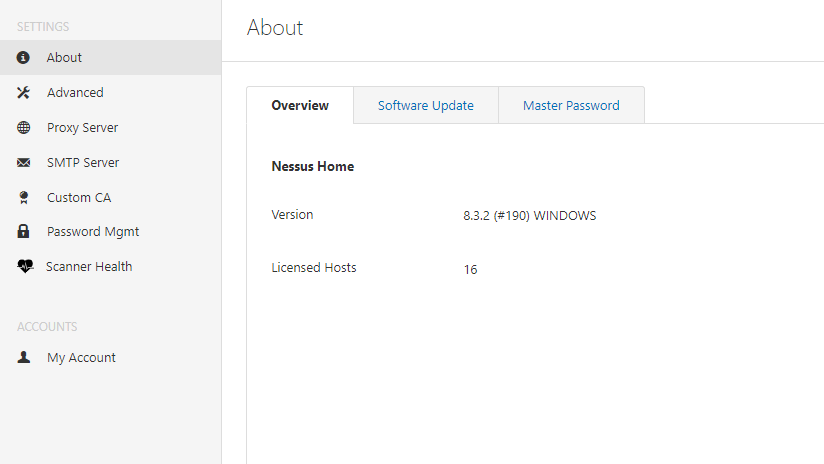 SETTINGS
About
Advanced
Proxy Server
SMTP Server
Custom CA
Password Mgmt
Scanner Health
ACCOUNTS
My Account
About
Overview Software Update Master Password
Nessus Home
Version 8.3.2 (#190) WINDOWS
Licensed Hosts 16